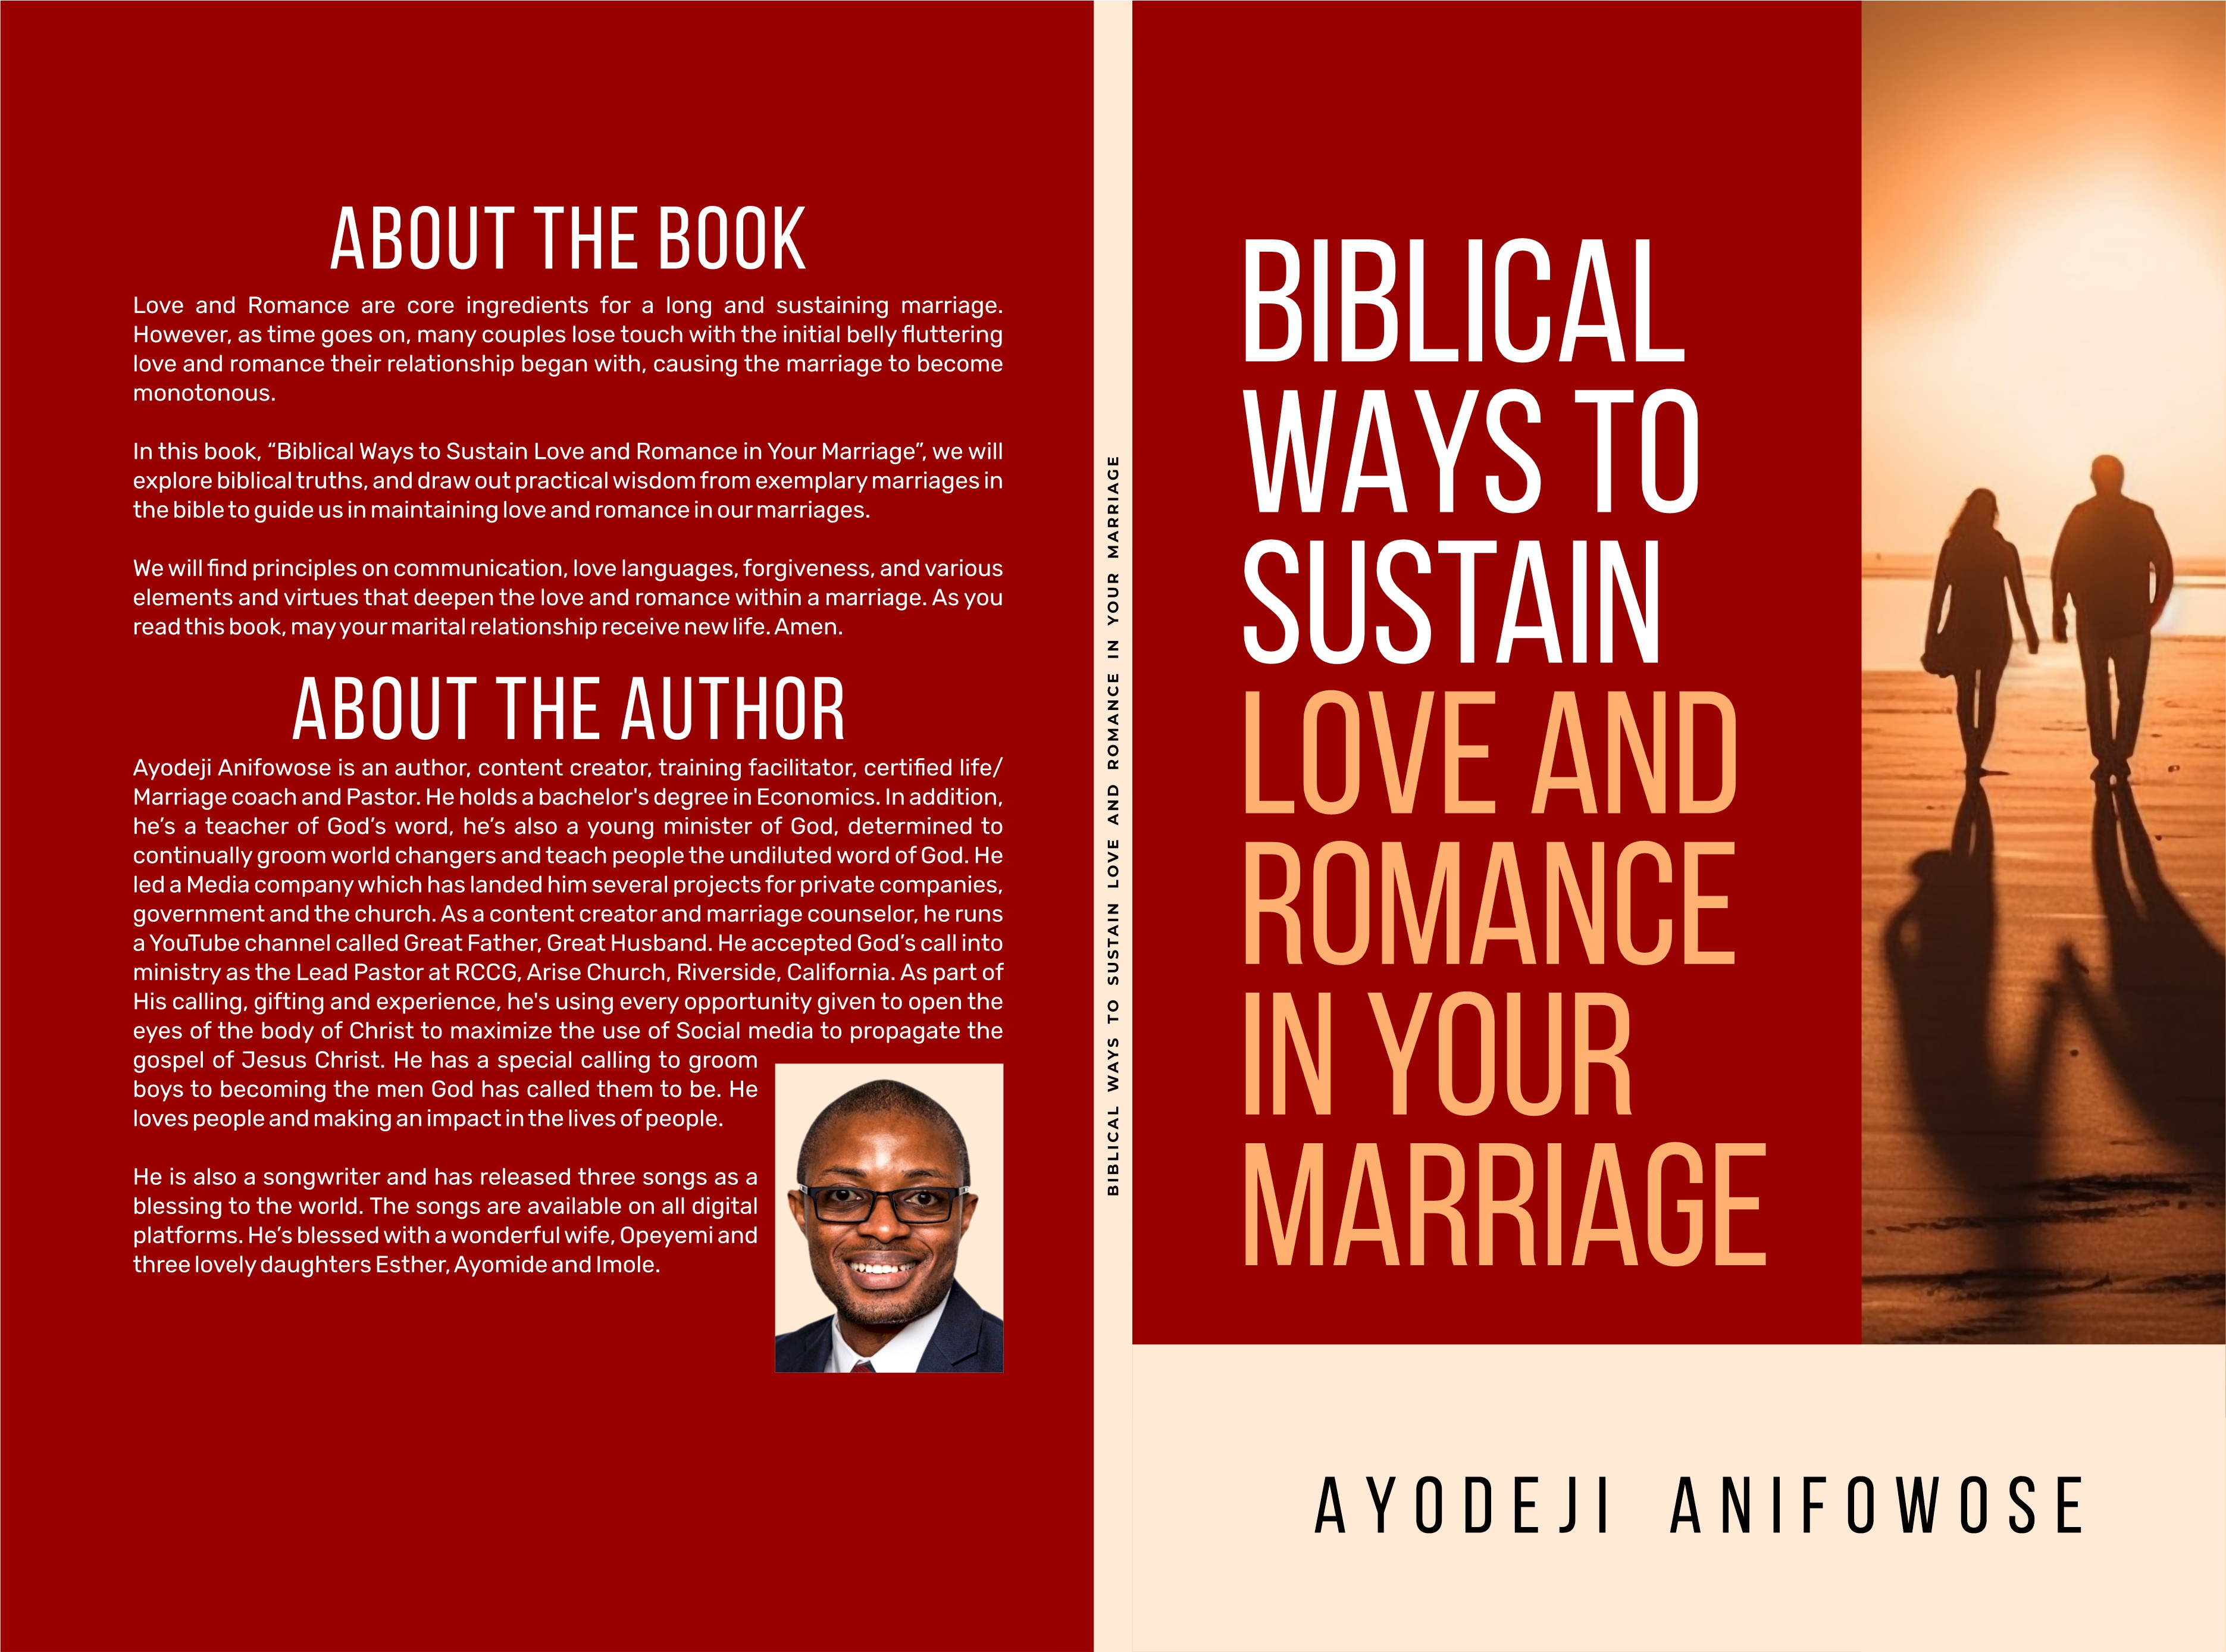 ABOUT THE BOOK
Love and Romance are core ingredients for a long and sustaining marriage.
However, as time goes on, many couples lose touch with the initial belly fluttering
love and romance their relationship began with, causing the marriage to become
monotonous.
In this book, “Biblical Ways to Sustain Love and Romance in Your Marriage”, we will
explore biblical truths, and draw out practical wisdom from exemplary marriages in
the bible to guide us in maintaining love and romance in our marriages.
We will find principles on communication, love languages, forgiveness, and various
elements and virtues that deepen the love and romance within a marriage. As you
read this book, may your marital relationship receive new life. Amen.
ABOUT THE AUTHOR
Ayodeji Anifowose is an author, content creator, training facilitator, certified life/
Marriage coach and Pastor. He holds a bachelor's degree in Economics. In addition,
he’s a teacher of God’s word, he’s also a young minister of God, determined to
continually groom world changers and teach people the undiluted word of God. He
led a Media company which has landed him several projects for private companies,
government and the church. As a content creator and marriage counselor, he runs
a YouTube channel called Great Father, Great Husband. He accepted God’s call into
ministry as the Lead Pastor at RCCG, Arise Church, Riverside, California. As part of
His calling, gifting and experience, he's using every opportunity given to open the
eyes of the body of Christ to maximize the use of Social media to propagate the
gospel of Jesus Christ. He has a special calling to groom
boys to becoming the men God has called them to be. He
loves people and making an impact in the lives of people.
He is also a songwriter and has released three songs as a
blessing to the world. The songs are available on all digital
platforms. He’s blessed with a wonderful wife, Opeyemi and
three lovely daughters Esther, Ayomide and Imole.
BIBLICAL WAYS TO SUSTAIN LOVE AND ROMANCE IN YOUR MARRIAGE
BIBLICAL
WAYS TO
SUSTAIN
LOVE AND
ROMANCE
IN YOUR
MARRIAGE
AYODEJI ANIFOWOSE